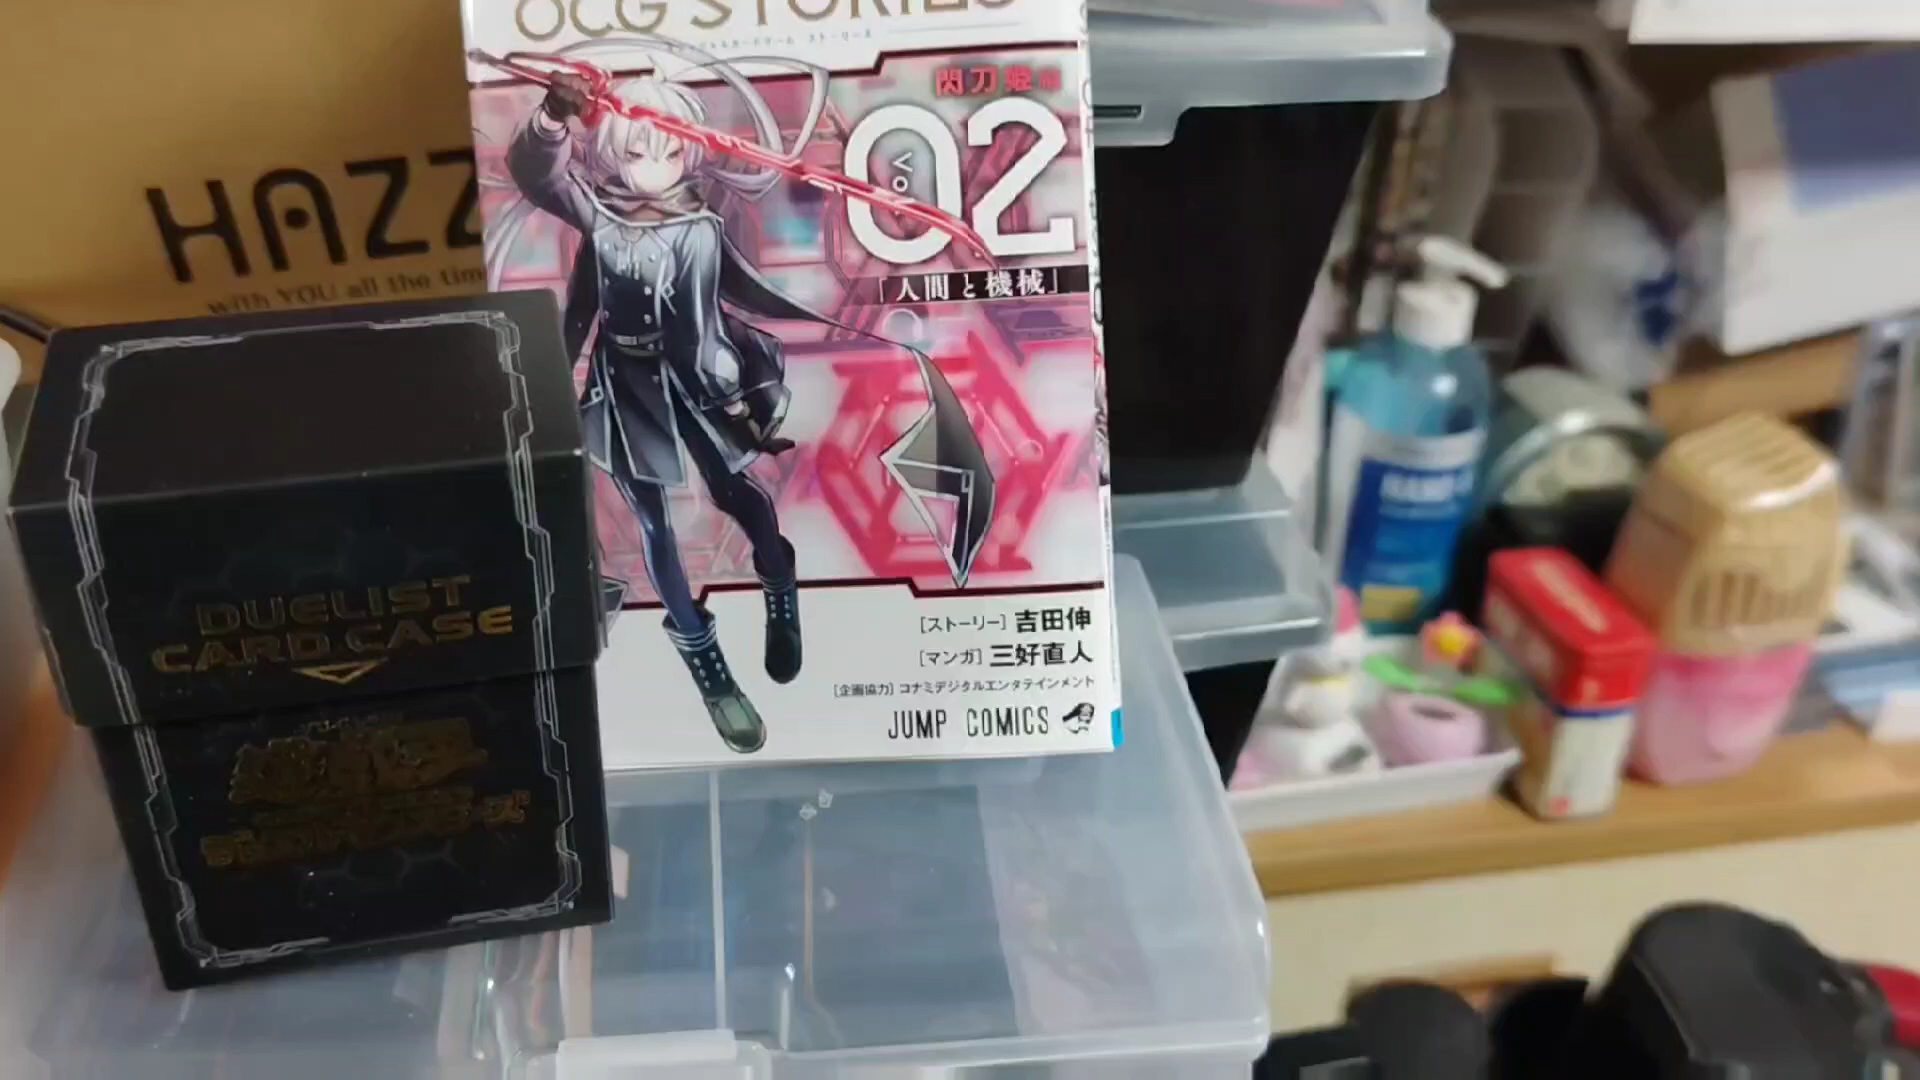 OCG STORIES
閃刀姫編
Vol
02
「人間と機械」
HAZZ
with YOU all the tim
[ストーリー] 吉田伸
[マンガ] 三好直人
[企画協力] コナミデジタルエンタテインメント
JUMP COMICS
DUELIST
CARD CASE
HAND